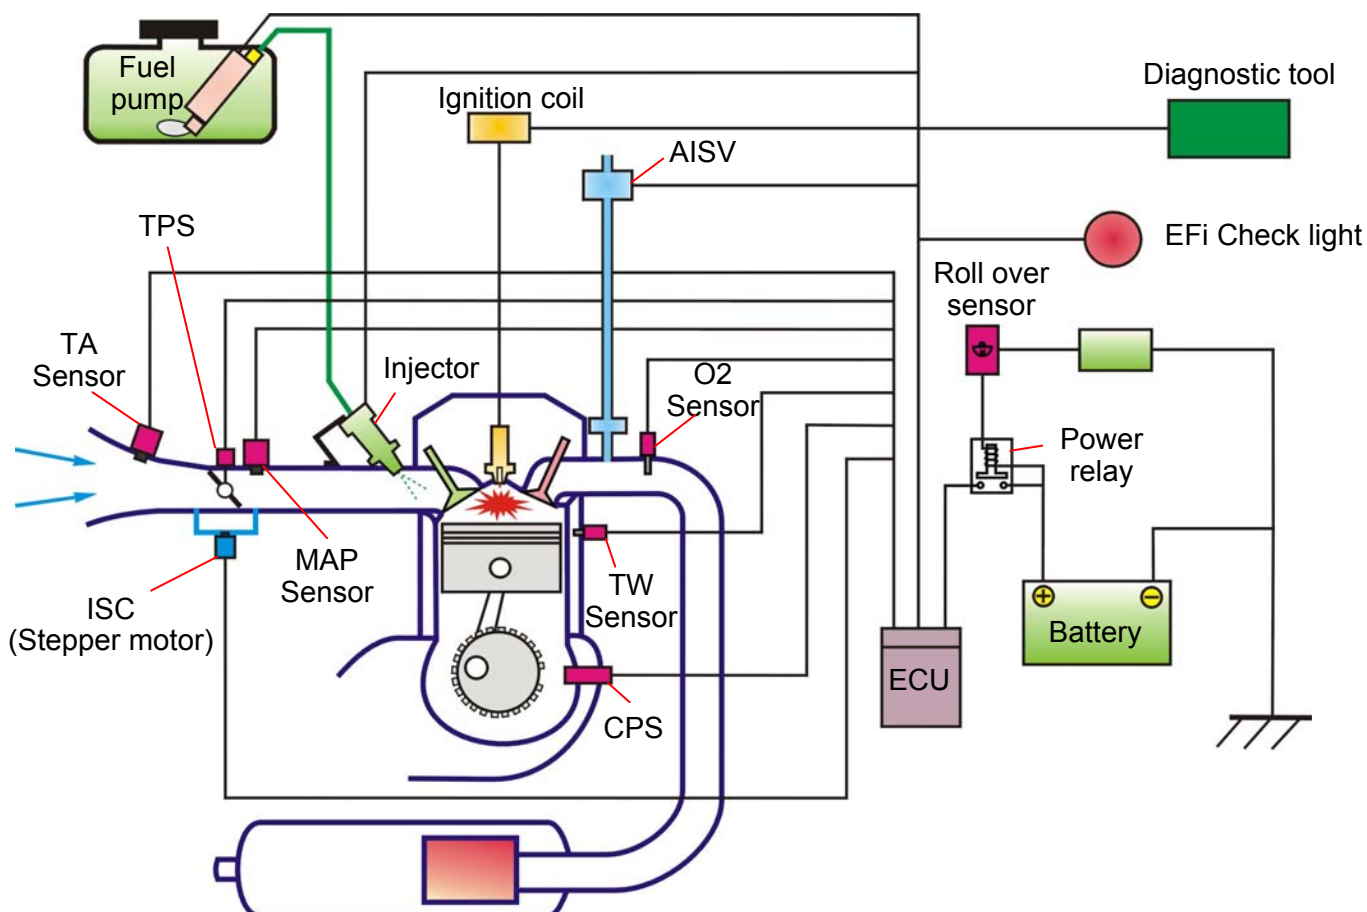 Fuel
pump
Ignition coil
Diagnostic tool
AISV
TPS
EFi Check light
Roll over
sensor
TA
Sensor
Injector
O2
Sensor
Power
relay
MAP
Sensor
TW
Sensor
ISC
(Stepper motor)
+
−
Battery
ECU
CPS